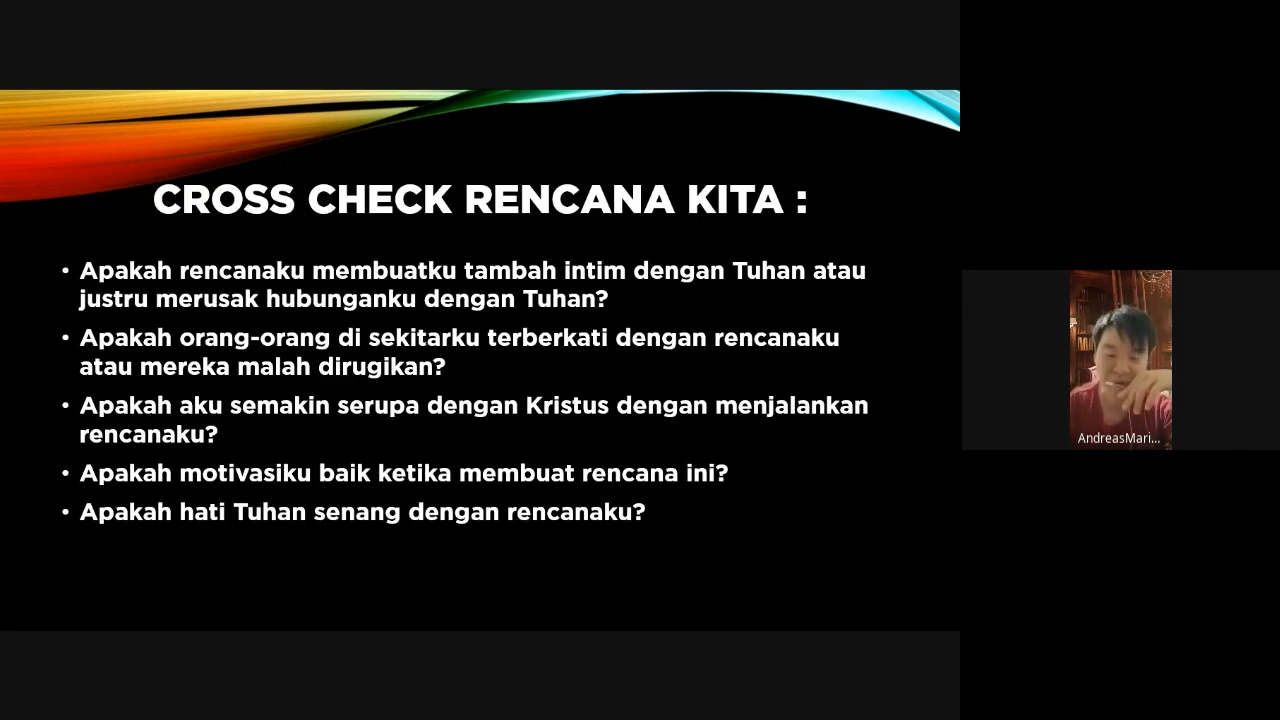 CROSS CHECK RENCANA KITA :
• Apakah rencanaku membuatku tambah intim dengan Tuhan atau
justru merusak hubunganku dengan Tuhan?
• Apakah orang-orang di sekitarku terberkati dengan rencanaku
atau mereka malah dirugikan?
• Apakah aku semakin serupa dengan Kristus dengan menjalankan
rencanaku?
• Apakah motivasiku baik ketika membuat rencana ini?
• Apakah hati Tuhan senang dengan rencanaku?
AndreasMari...